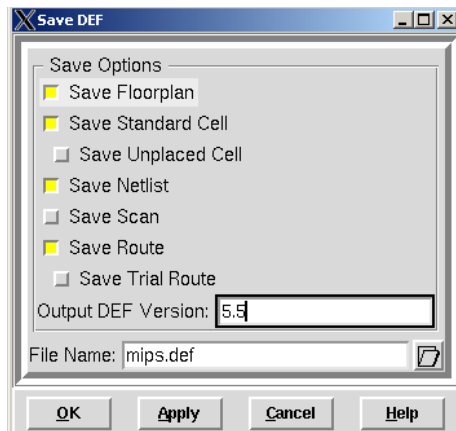 Save DEF
Save Options
Save Floorplan
Save Standard Cell
Save Unplaced Cell
Save Netlist
Save Scan
Save Route
Save Trial Route
Output DEF Version: 5.5
File Name: mips.def
OK Apply Cancel Help